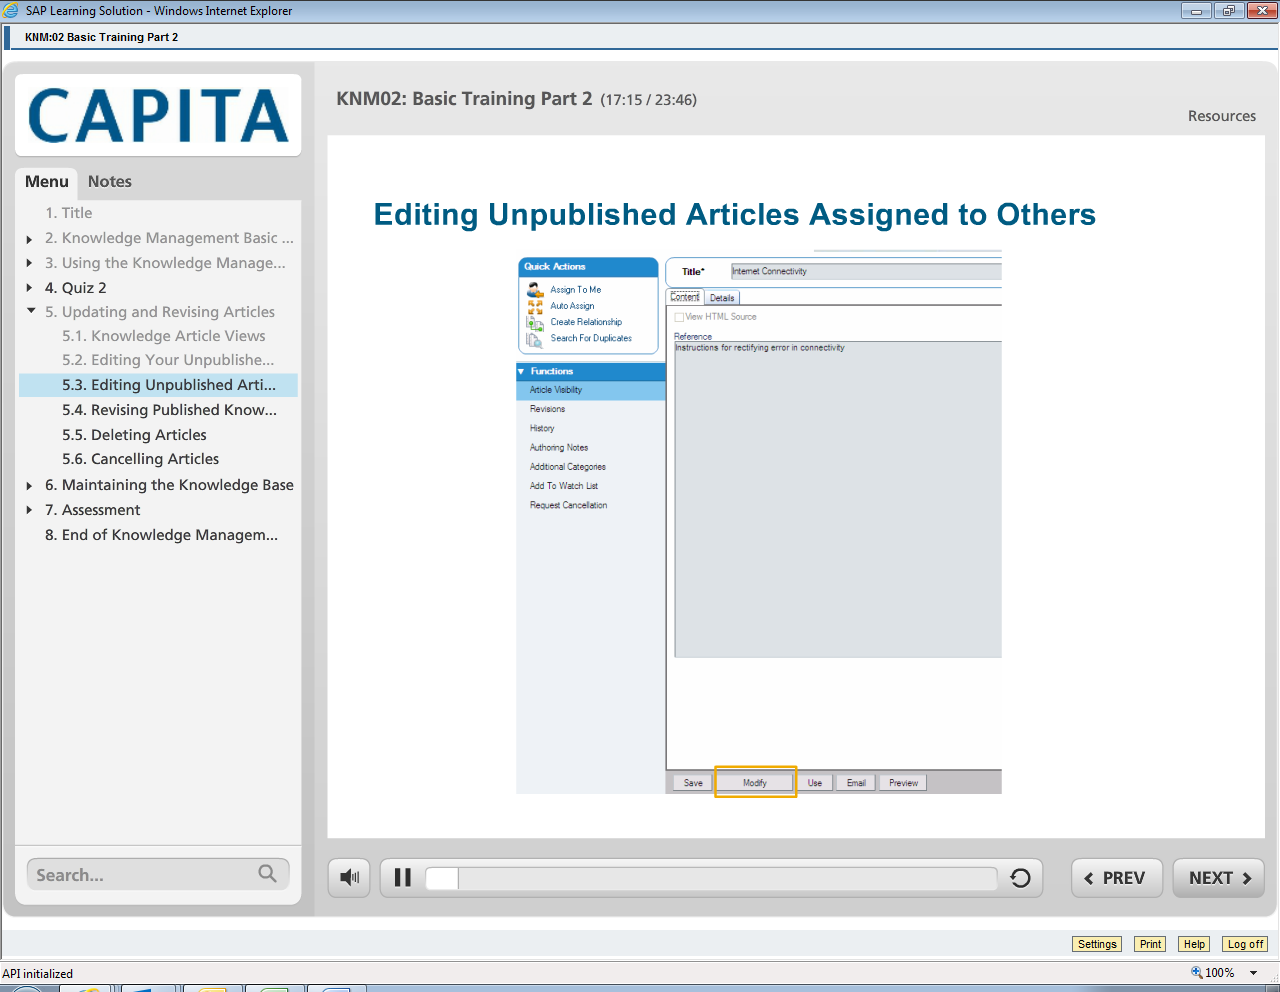 SAP Learning Solution - Windows Internet Explorer
KNM:02 Basic Training Part 2
CAPITA
KNM02: Basic Training Part 2 (17:15 / 23:46)
Resources
Menu
Notes
1. Title
2. Knowledge Management Basic ...
3. Using the Knowledge Manage...
4. Quiz 2
5. Updating and Revising Articles
5.1. Knowledge Article Views
5.2. Editing Your Unpublishe...
5.3. Editing Unpublished Arti...
5.4. Revising Published Know...
5.5. Deleting Articles
5.6. Cancelling Articles
6. Maintaining the Knowledge Base
7. Assessment
8. End of Knowledge Managem...
Search...
Editing Unpublished Articles Assigned to Others
Quick Actions
Assign To Me
Auto Assign
Create Relationship
Search For Duplicates
Functions
Article Visibility
Revisions
History
Authoring Notes
Additional Categories
Add To Watch List
Request Cancellation
Title* Internet Connectivity
Content Details
View HTML Source
Reference
Instructions for rectifying error in connectivity
Save Modify Use Email Preview
PREV
NEXT
Settings Print Help Log off
API initialized
100%